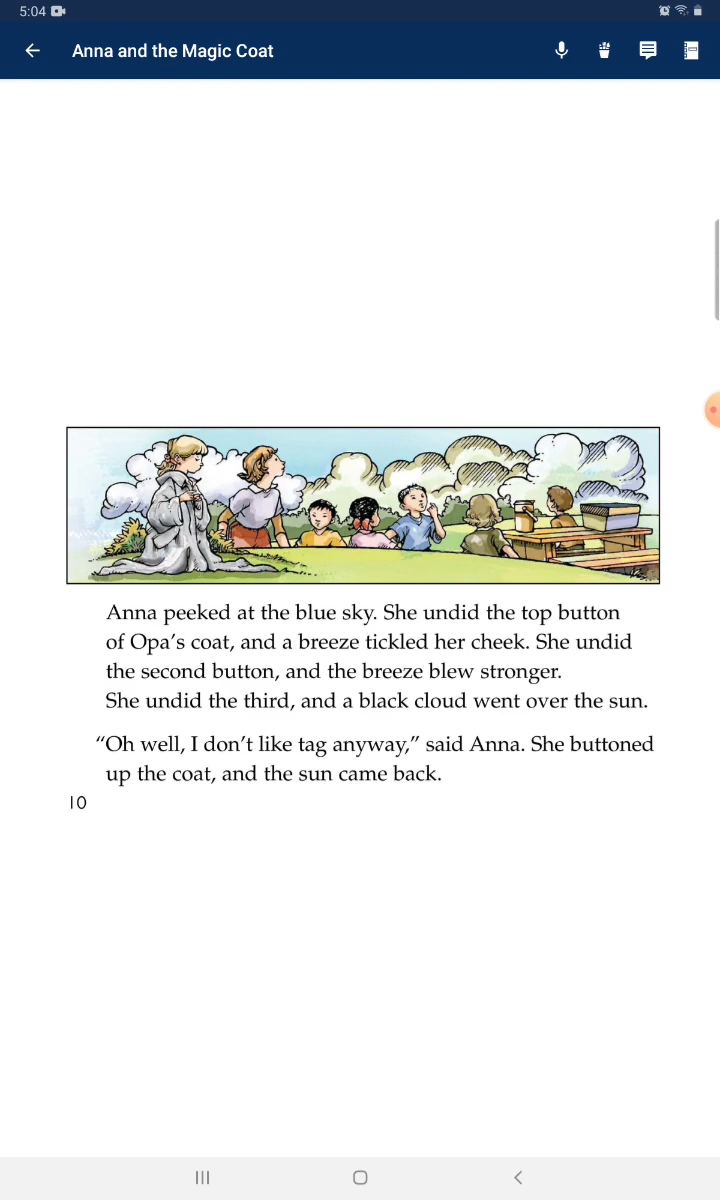 5:04
Anna and the Magic Coat
Anna peeked at the blue sky. She undid the top button
of Opa’s coat, and a breeze tickled her cheek. She undid
the second button, and the breeze blew stronger.
She undid the third, and a black cloud went over the sun.
“Oh well, I don’t like tag anyway,” said Anna. She buttoned
up the coat, and the sun came back.
10